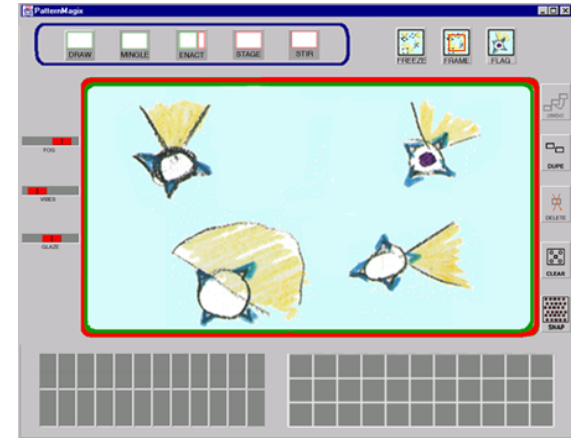 PatternMagix
DRAW
MINGLE
ENACT
STAGE
STIR
FREEZE
FRAME
FLAG
UNDO
FOG
DUPE
VIBES
DELETE
GLAZE
CLEAR
SNAP